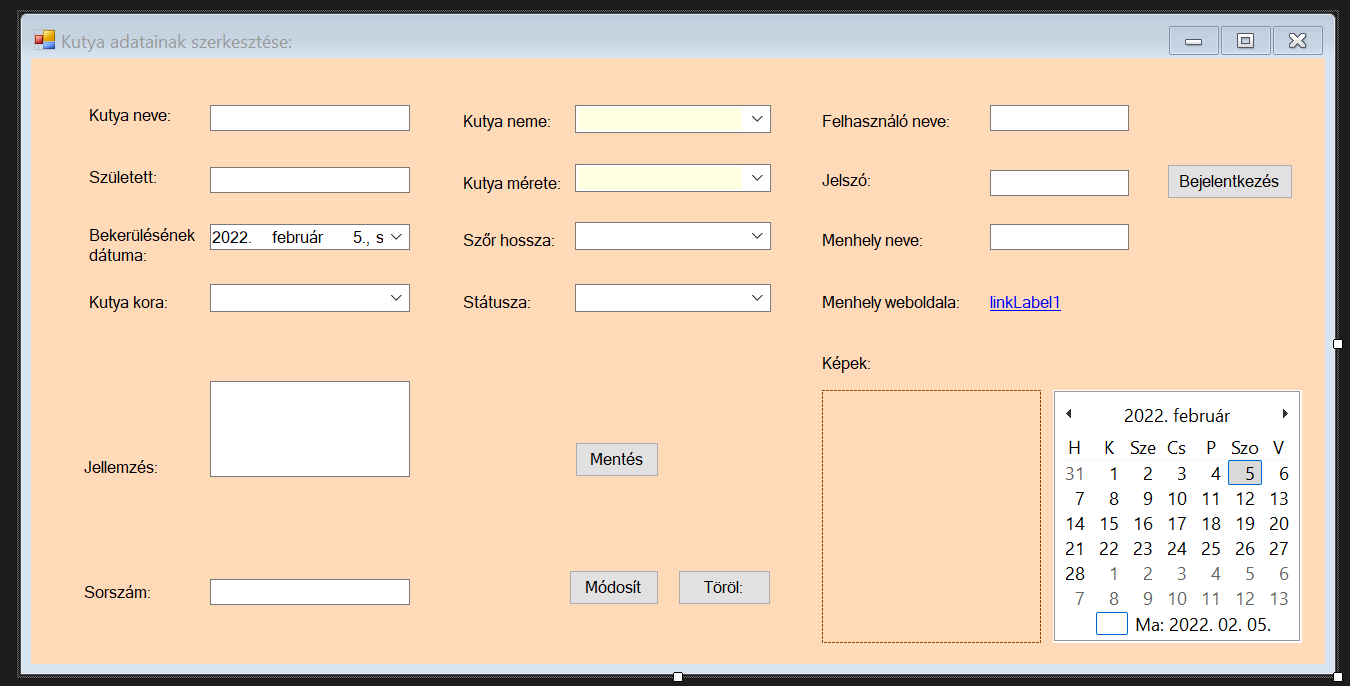 Kutya adatainak szerkesztése:
Kutya neve:
Kutya neme:
Felhasználó neve:
Született:
Kutya mérete:
Jelszó:
Bejelentkezés
Bekerülésének
dátuma:
2022. február 5., s
Szőr hossza:
Menhely neve:
Kutya kora:
Státusza:
Menhely weboldala:
linkLabel1
Képek:
Jellemzés:
Mentés
Sorszám:
Módosít
Töröl:
2022. február
H K Sze Cs P Szo V
31 1 2 3 4 5 6
7 8 9 10 11 12 13
14 15 16 17 18 19 20
21 22 23 24 25 26 27
28 1 2 3 4 5 6
7 8 9 10 11 12 13
Ma: 2022. 02. 05.